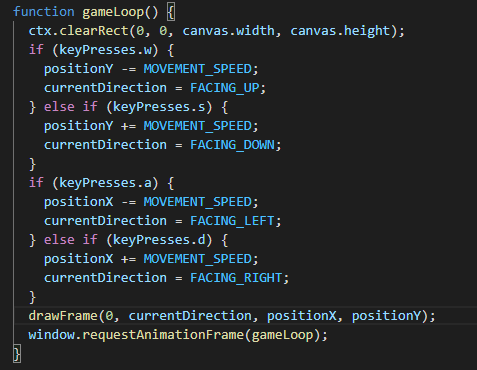 function gameLoop() {
  ctx.clearRect(0, 0, canvas.width, canvas.height);
  if (keyPresses.w) {
    positionY -= MOVEMENT_SPEED;
    currentDirection = FACING_UP;
  } else if (keyPresses.s) {
    positionY += MOVEMENT_SPEED;
    currentDirection = FACING_DOWN;
  }
  if (keyPresses.a) {
    positionX -= MOVEMENT_SPEED;
    currentDirection = FACING_LEFT;
  } else if (keyPresses.d) {
    positionX += MOVEMENT_SPEED;
    currentDirection = FACING_RIGHT;
  }
  drawFrame(0, currentDirection, positionX, positionY);
  window.requestAnimationFrame(gameLoop);
}